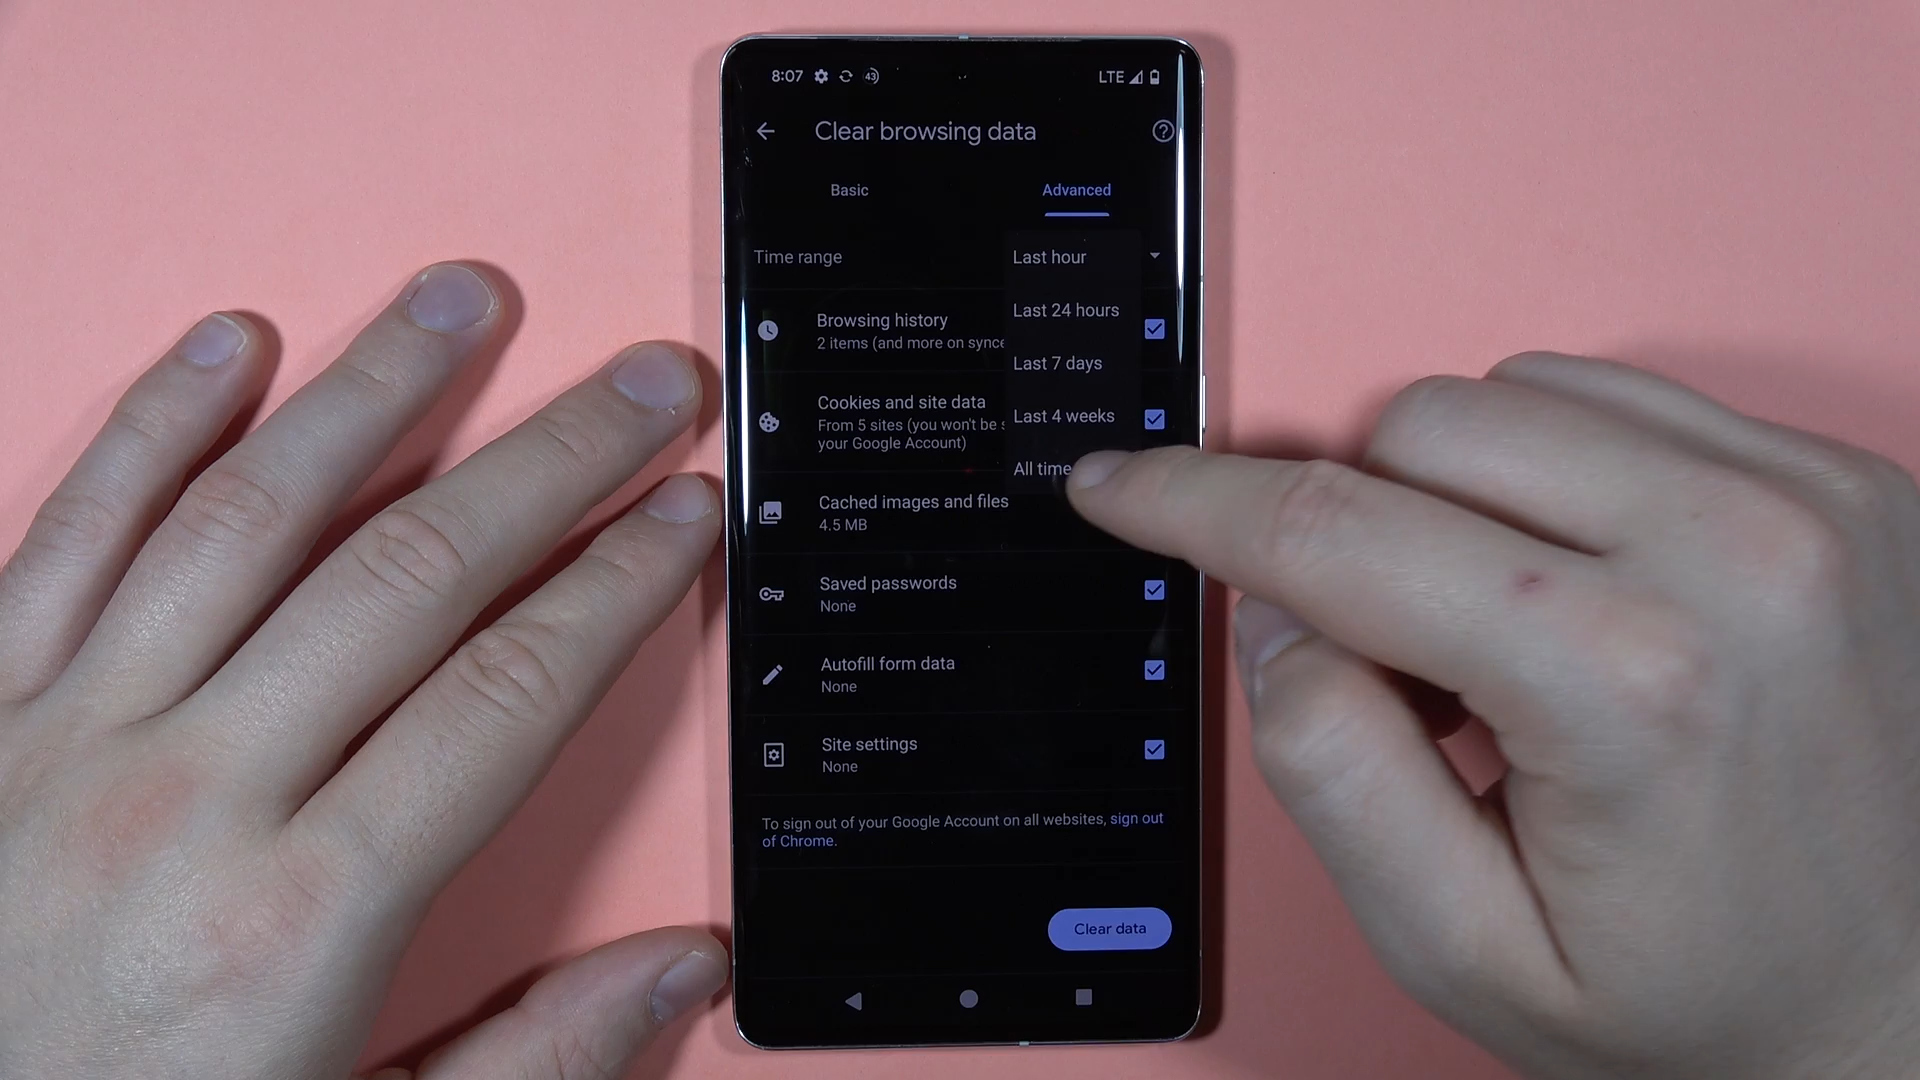 8:07 43 LTE
Clear browsing data
Basic Advanced
Time range Last hour
Last 24 hours
Last 7 days
Last 4 weeks
All time
Browsing history
2 items (and more on sync
Cookies and site data
From 5 sites (you won't be
your Google Account)
Cached images and files
4.5 MB
Saved passwords
None
Autofill form data
None
Site settings
None
To sign out of your Google Account on all websites, sign out
of Chrome.
Clear data